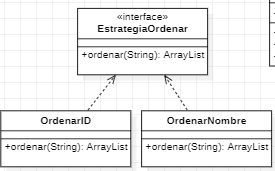 «interface»
EstrategiaOrdenar
+ordenar(String): ArrayList
OrdenarID
+ordenar(String): ArrayList
OrdenarNombre
+ordenar(String): ArrayList